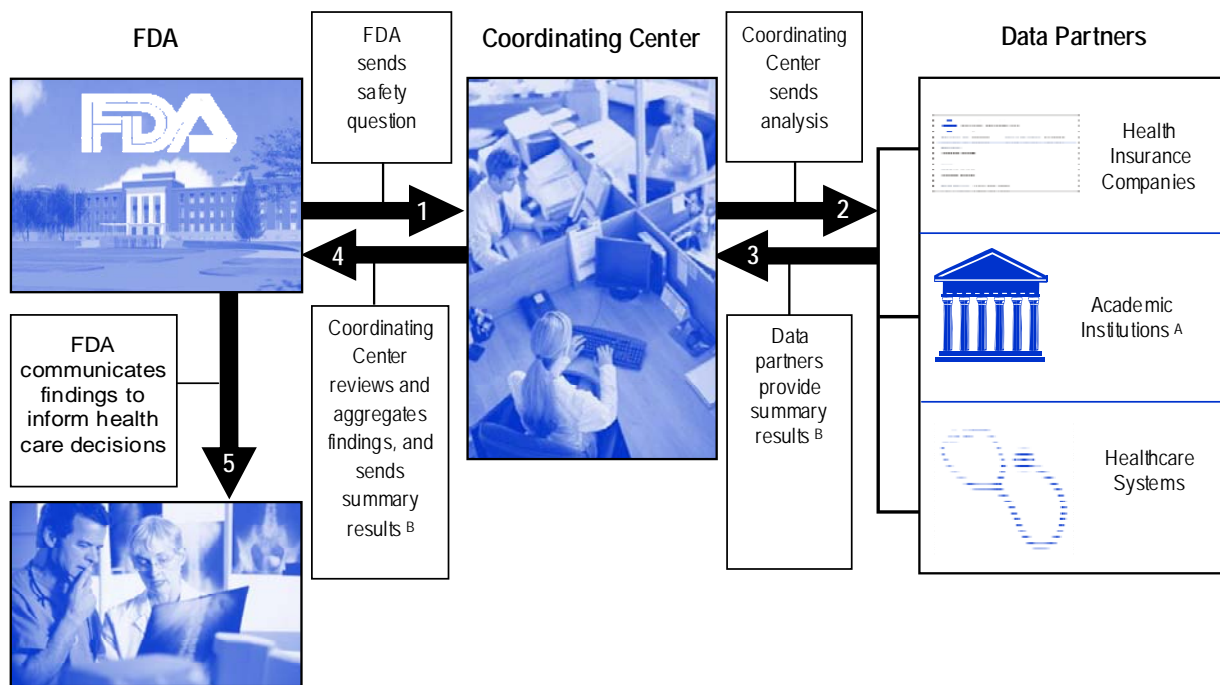 FDA
FDA
FDA
sends
safety
question
Coordinating Center
Coordinating
Center
sends
analysis
Data Partners
Health
Insurance
Companies
1
2
4
3
Academic
Institutions A
FDA
communicates
findings to
inform health
care decisions
Coordinating
Center
reviews and
aggregates
findings, and
sends
summary
results B
Data
partners
provide
summary
results B
5
Healthcare
Systems